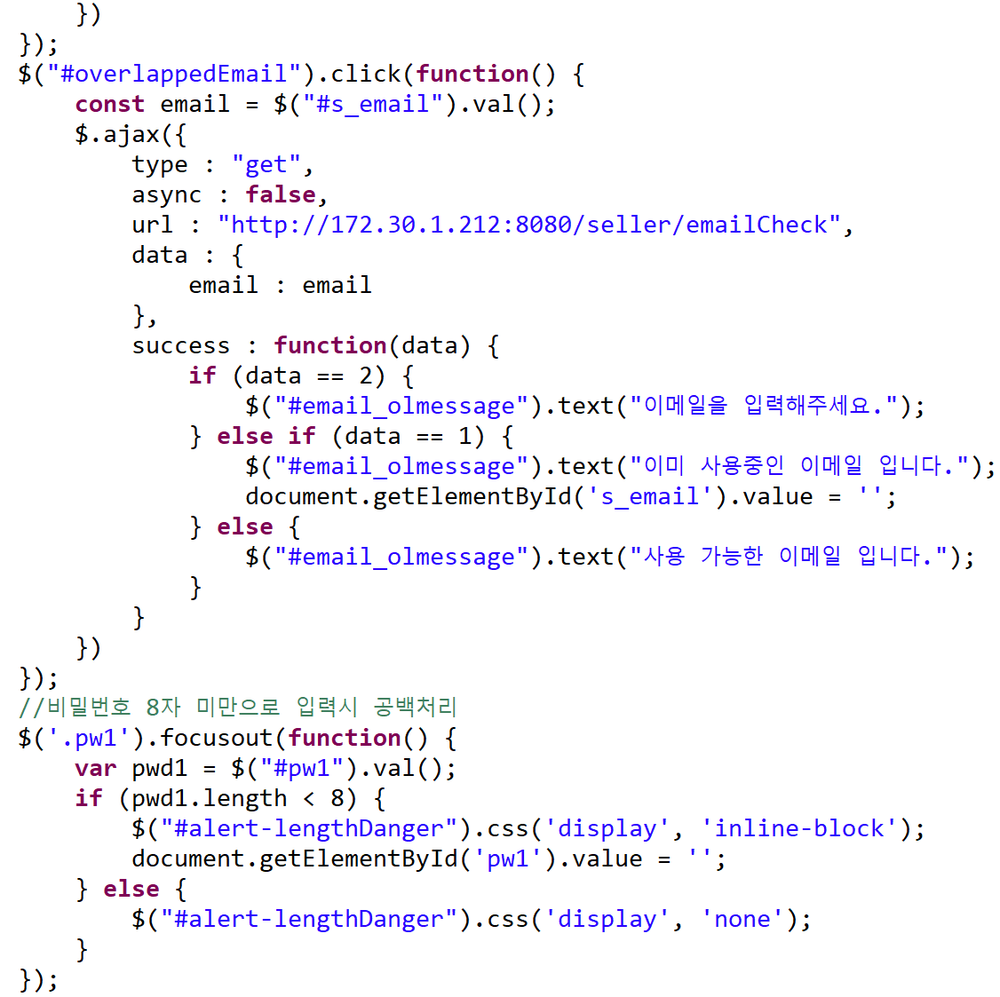 })
});
$("#overlappedEmail").click(function() {
    const email = $("#s_email").val();
    $.ajax({
        type : "get",
        async : false,
        url : "http://172.30.1.212:8080/seller/emailCheck",
        data : {
            email : email
        },
        success : function(data) {
            if (data == 2) {
                $("#email_olmessage").text("이메일을 입력해주세요.");
            } else if (data == 1) {
                $("#email_olmessage").text("이미 사용중인 이메일 입니다.");
                document.getElementById('s_email').value = '';
            } else {
                $("#email_olmessage").text("사용 가능한 이메일 입니다.");
            }
        }
    })
});
//비밀번호 8자 미만으로 입력시 공백처리
$('.pw1').focusout(function() {
    var pwd1 = $("#pw1").val();
    if (pwd1.length < 8) {
        $("#alert-lengthDanger").css('display', 'inline-block');
        document.getElementById('pw1').value = '';
    } else {
        $("#alert-lengthDanger").css('display', 'none');
    }
});